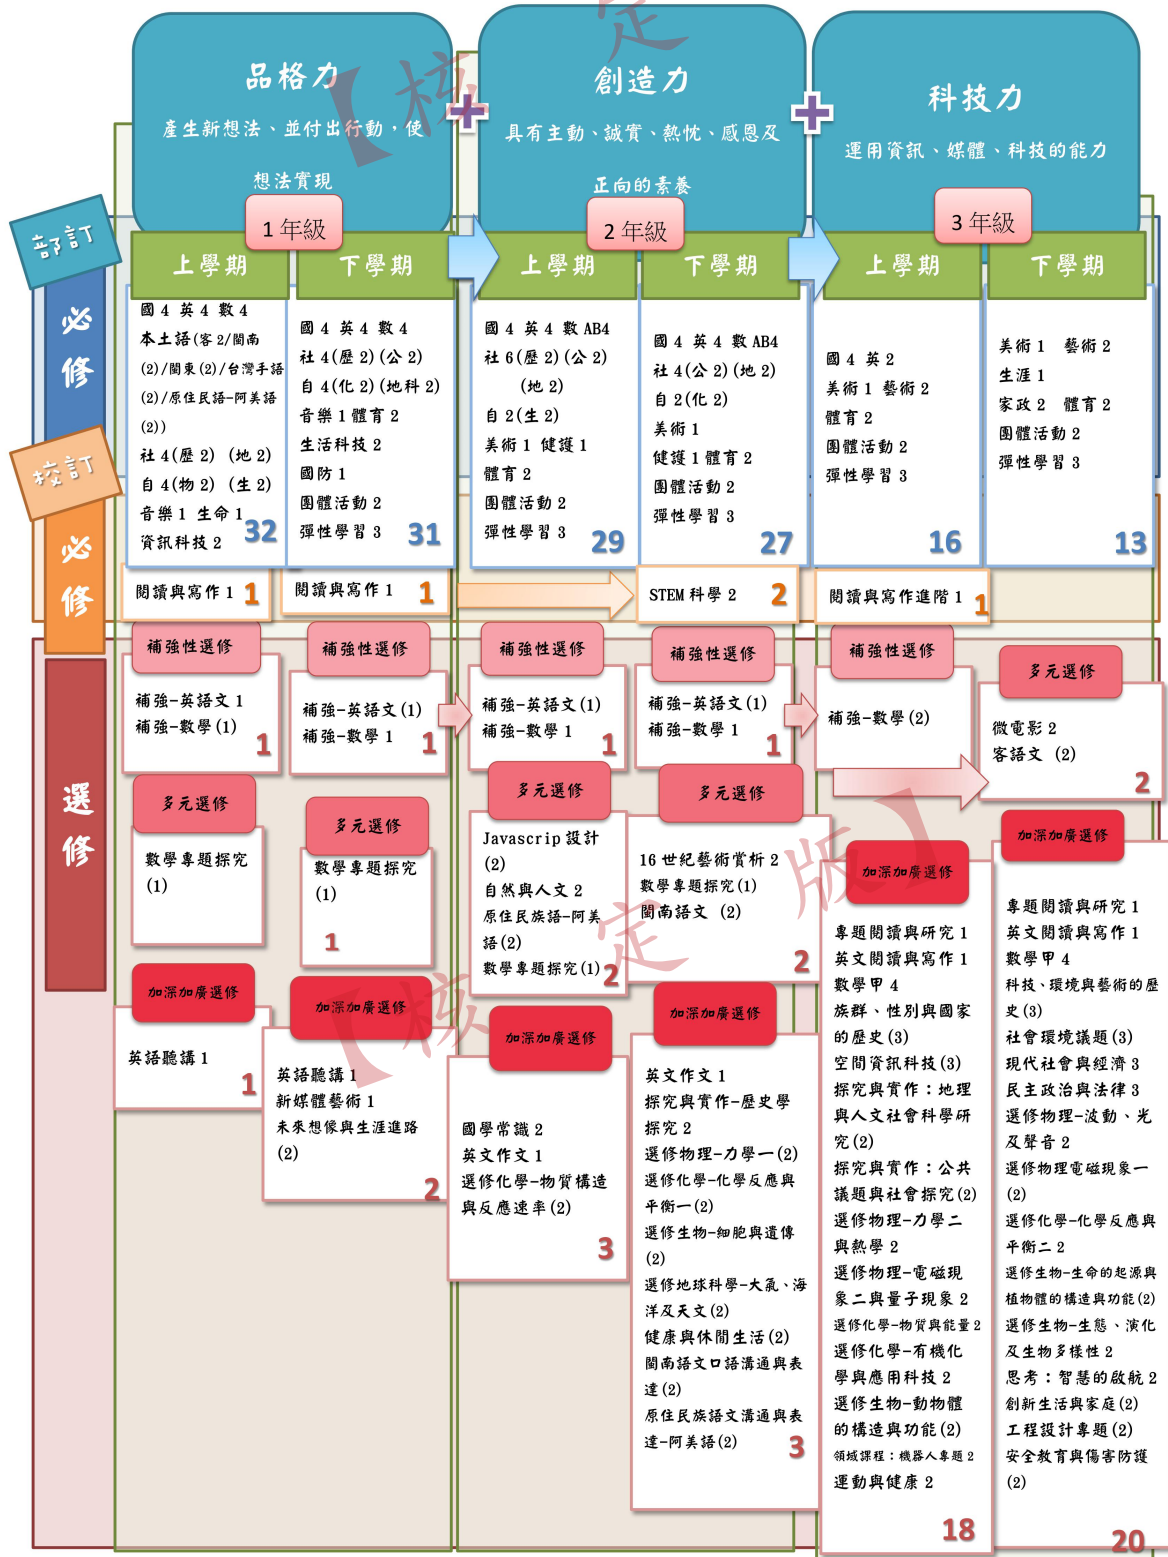 品格力
產生新想法、並付出行動，使
想法實現
創造力
具有主動、誠實、熱忱、感恩及
正向的素養
科技力
運用資訊、媒體、科技的能力
1 年級
2 年級
3 年級
部訂
必修
上學期
國 4 英 4 數 4
本土語(客 2/閩南
(2)/閩東(2)/台灣手語
(2)/原住民語-阿美語
(2))
社 4(歷 2) (地 2)
自 4(物 2) (生 2)
音樂 1 生命 1
資訊科技 2
32
下學期
國 4 英 4 數 4
社 4(歷 2)(公 2)
自 4(化 2)(地科 2)
音樂 1 體育 2
生活科技 2
國防 1
團體活動 2
彈性學習 3
31
上學期
國 4 英 4 數 AB4
社 6(歷 2)(公 2)
(地 2)
自 2(生 2)
美術 1 健護 1
體育 2
團體活動 2
彈性學習 3
29
下學期
國 4 英 4 數 AB4
社 4(公 2)(地 2)
自 2(化 2)
美術 1
健護 1 體育 2
團體活動 2
彈性學習 3
27
上學期
國 4 英 2
美術 1 藝術 2
體育 2
團體活動 2
彈性學習 3
16
下學期
美術 1 藝術 2
生涯 1
家政 2 體育 2
團體活動 2
彈性學習 3
13
校訂
必修
閱讀與寫作 1
1
閱讀與寫作 1
1
STEM 科學 2
2
閱讀與寫作進階 1
1
選修
補強性選修
補強-英語文 1
補強-數學(1)
1
補強性選修
補強-英語文(1)
補強-數學 1
1
補強性選修
補強-英語文(1)
補強-數學 1
1
補強性選修
補強-英語文(1)
補強-數學 1
1
補強性選修
補強-數學(2)
多元選修
微電影 2
客語文 (2)
2
多元選修
數學專題探究
(1)
多元選修
數學專題探究
(1)
1
多元選修
Javascrip 設計
(2)
自然與人文 2
原住民族語-阿美
語(2)
數學專題探究(1)
2
多元選修
16 世紀藝術賞析 2
數學專題探究(1)
閩南語文 (2)
2
加深加廣選修
英語聽講 1
1
加深加廣選修
英語聽講 1
新媒體藝術 1
未來想像與生涯進路
(2)
2
加深加廣選修
國學常識 2
英文作文 1
選修化學-物質構造
與反應速率(2)
3
加深加廣選修
英文作文 1
探究與實作-歷史學
探究 2
選修物理-力學一(2)
選修化學-化學反應與
平衡一(2)
選修生物-細胞與遺傳
(2)
選修地球科學-大氣、海
洋及天文(2)
健康與休閒生活(2)
閩南語文口語溝通與表
達(2)
原住民族語文溝通與表
達-阿美語(2)
3
加深加廣選修
專題閱讀與研究 1
英文閱讀與寫作 1
數學甲 4
族群、性別與國家
的歷史(3)
空間資訊科技(3)
探究與實作：地理
與人文社會科學研
究(2)
探究與實作：公共
議題與社會探究(2)
選修物理-力學二
與熱學 2
選修物理-電磁現
象二與量子現象 2
選修化學-物質與能量 2
選修化學-有機化
學與應用科技 2
選修生物-動物體
的構造與功能(2)
領域課程：機器人專題 2
運動與健康 2
18
加深加廣選修
專題閱讀與研究 1
英文閱讀與寫作 1
數學甲 4
科技、環境與藝術的歷
史(3)
社會環境議題(3)
現代社會與經濟 3
民主政治與法律 3
選修物理-波動、光
及聲音 2
選修物理電磁現象一
(2)
選修化學-化學反應與
平衡二 2
選修生物-生命的起源與
植物體的構造與功能(2)
選修生物-生態、演化
及生物多樣性 2
思考：智慧的啟航 2
創新生活與家庭(2)
工程設計專題(2)
安全教育與傷害防護
(2)
20
【核定
【核定版】